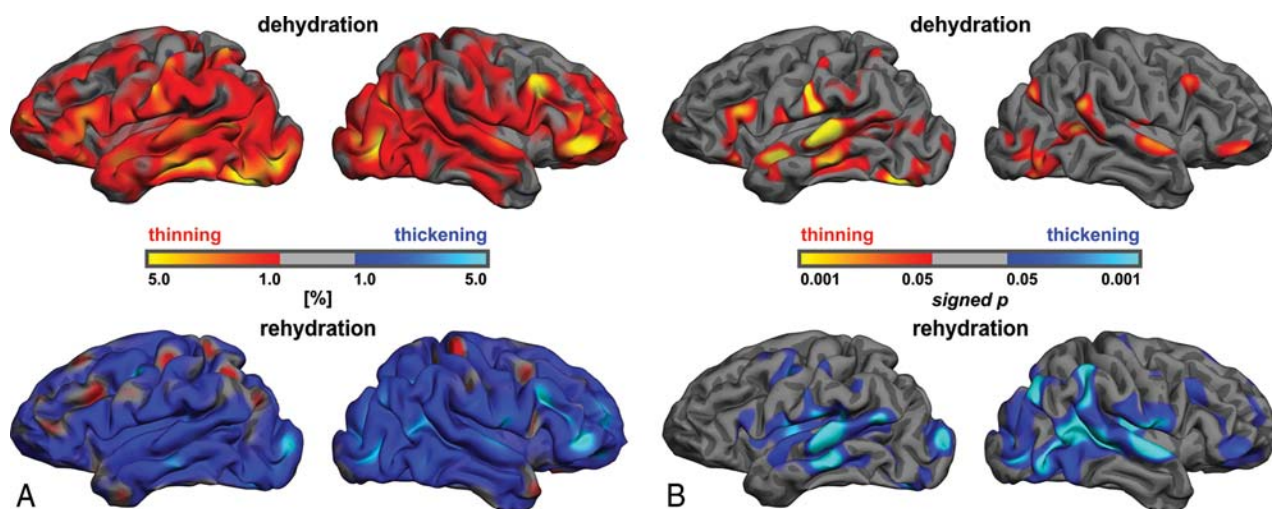 dehydration
thinning thickening
5.0 1.0 1.0 5.0
[%]
rehydration
A
dehydration
thinning thickening
0.001 0.05 0.05 0.001
signed p
rehydration
B